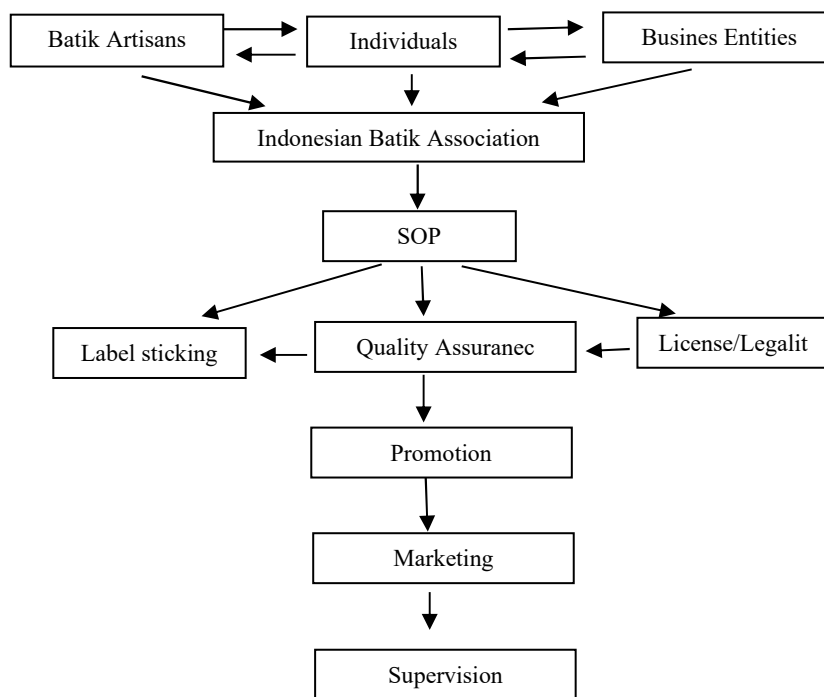 Batik Artisans
Individuals
Busines Entities
Indonesian Batik Association
SOP
Label sticking
Quality Assuranec
License/Legalit
Promotion
Marketing
Supervision